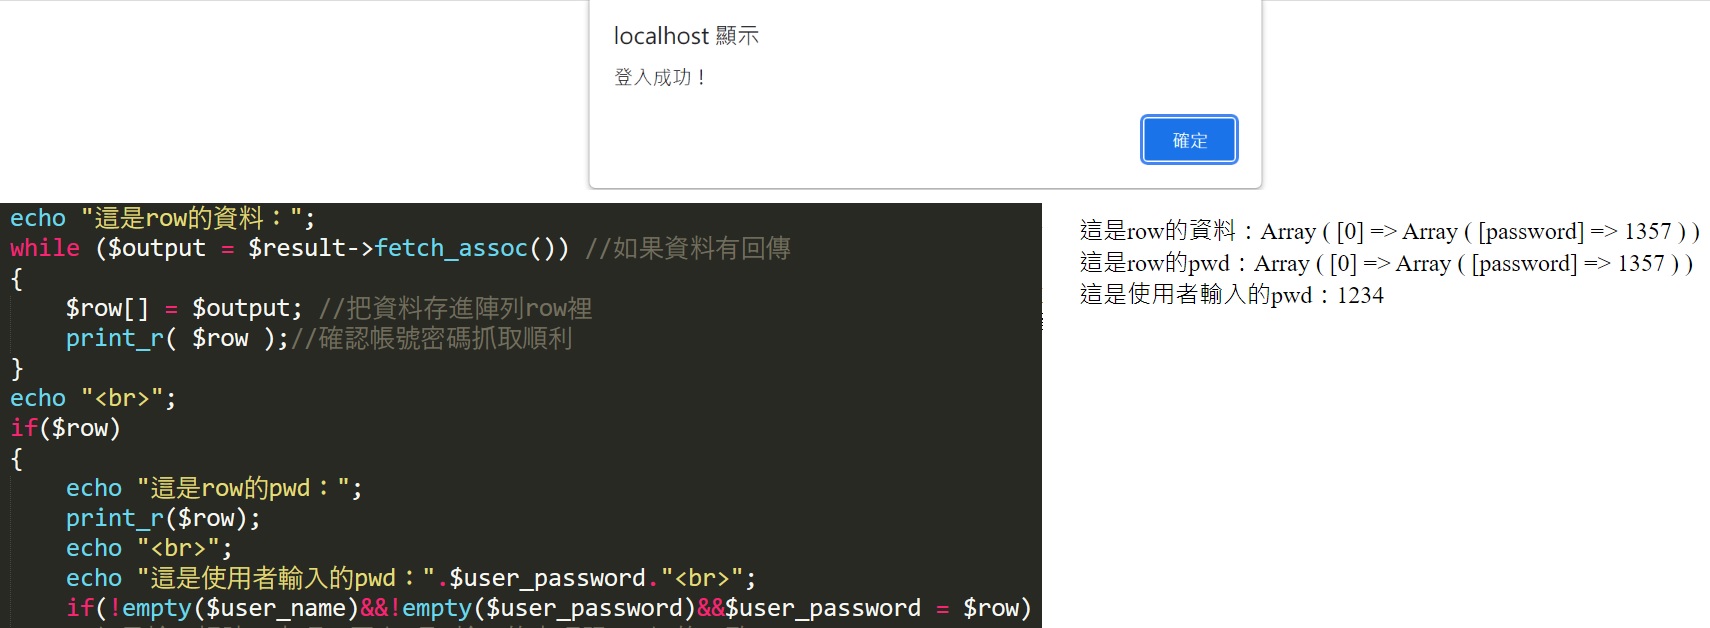 localhost 顯示
登入成功！
確定
echo "這是row的資料：";
while ($output = $result->fetch_assoc()) //如果資料有回傳
{
$row[] = $output; //把資料存進陣列row裡
print_r( $row );//確認帳號密碼抓取順利
}
echo "<br>";
if($row)
{
echo "這是row的pwd：";
print_r($row);
echo "<br>";
echo "這是使用者輸入的pwd：".$user_password."<br>";
if(!empty($user_name)&&!empty($user_password)&&$user_password = $row)
這是row的資料：Array ( [0] => Array ( [password] => 1357 ) )
這是row的pwd：Array ( [0] => Array ( [password] => 1357 ) )
這是使用者輸入的pwd：1234